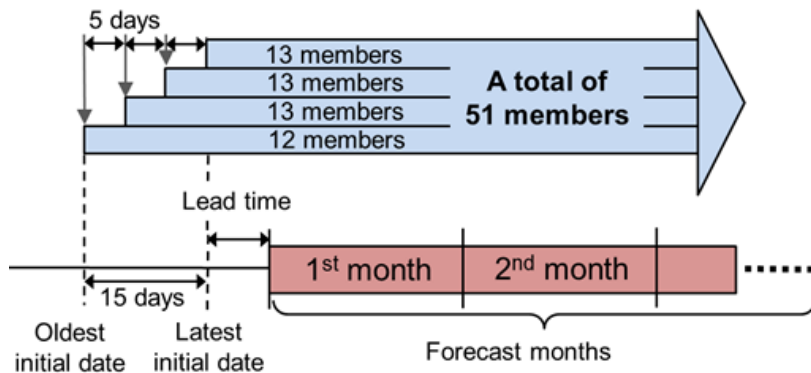 5 days
13 members
13 members
13 members
12 members
A total of
51 members
Lead time
1st month
2nd month
15 days
Oldest
initial date
Latest
initial date
Forecast months